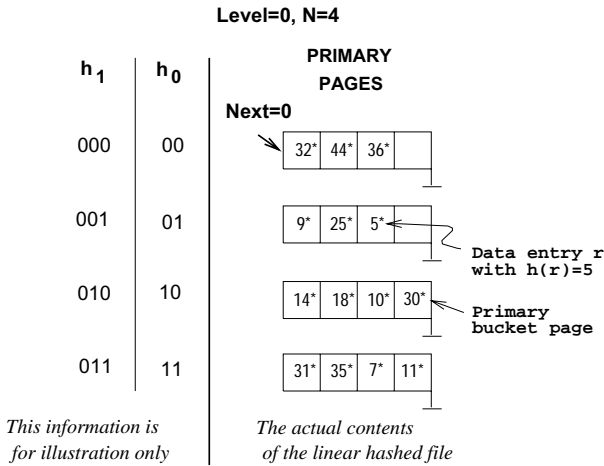 Level=0, N=4
h1 h0 PRIMARY
PAGES
Next=0
000 00 32* 44* 36*
001 01 9* 25* 5*
Data entry r
with h(r)=5
010 10 14* 18* 10* 30*
Primary
bucket page
011 11 31* 35* 7* 11*
This information is
for illustration only
The actual contents
of the linear hashed file